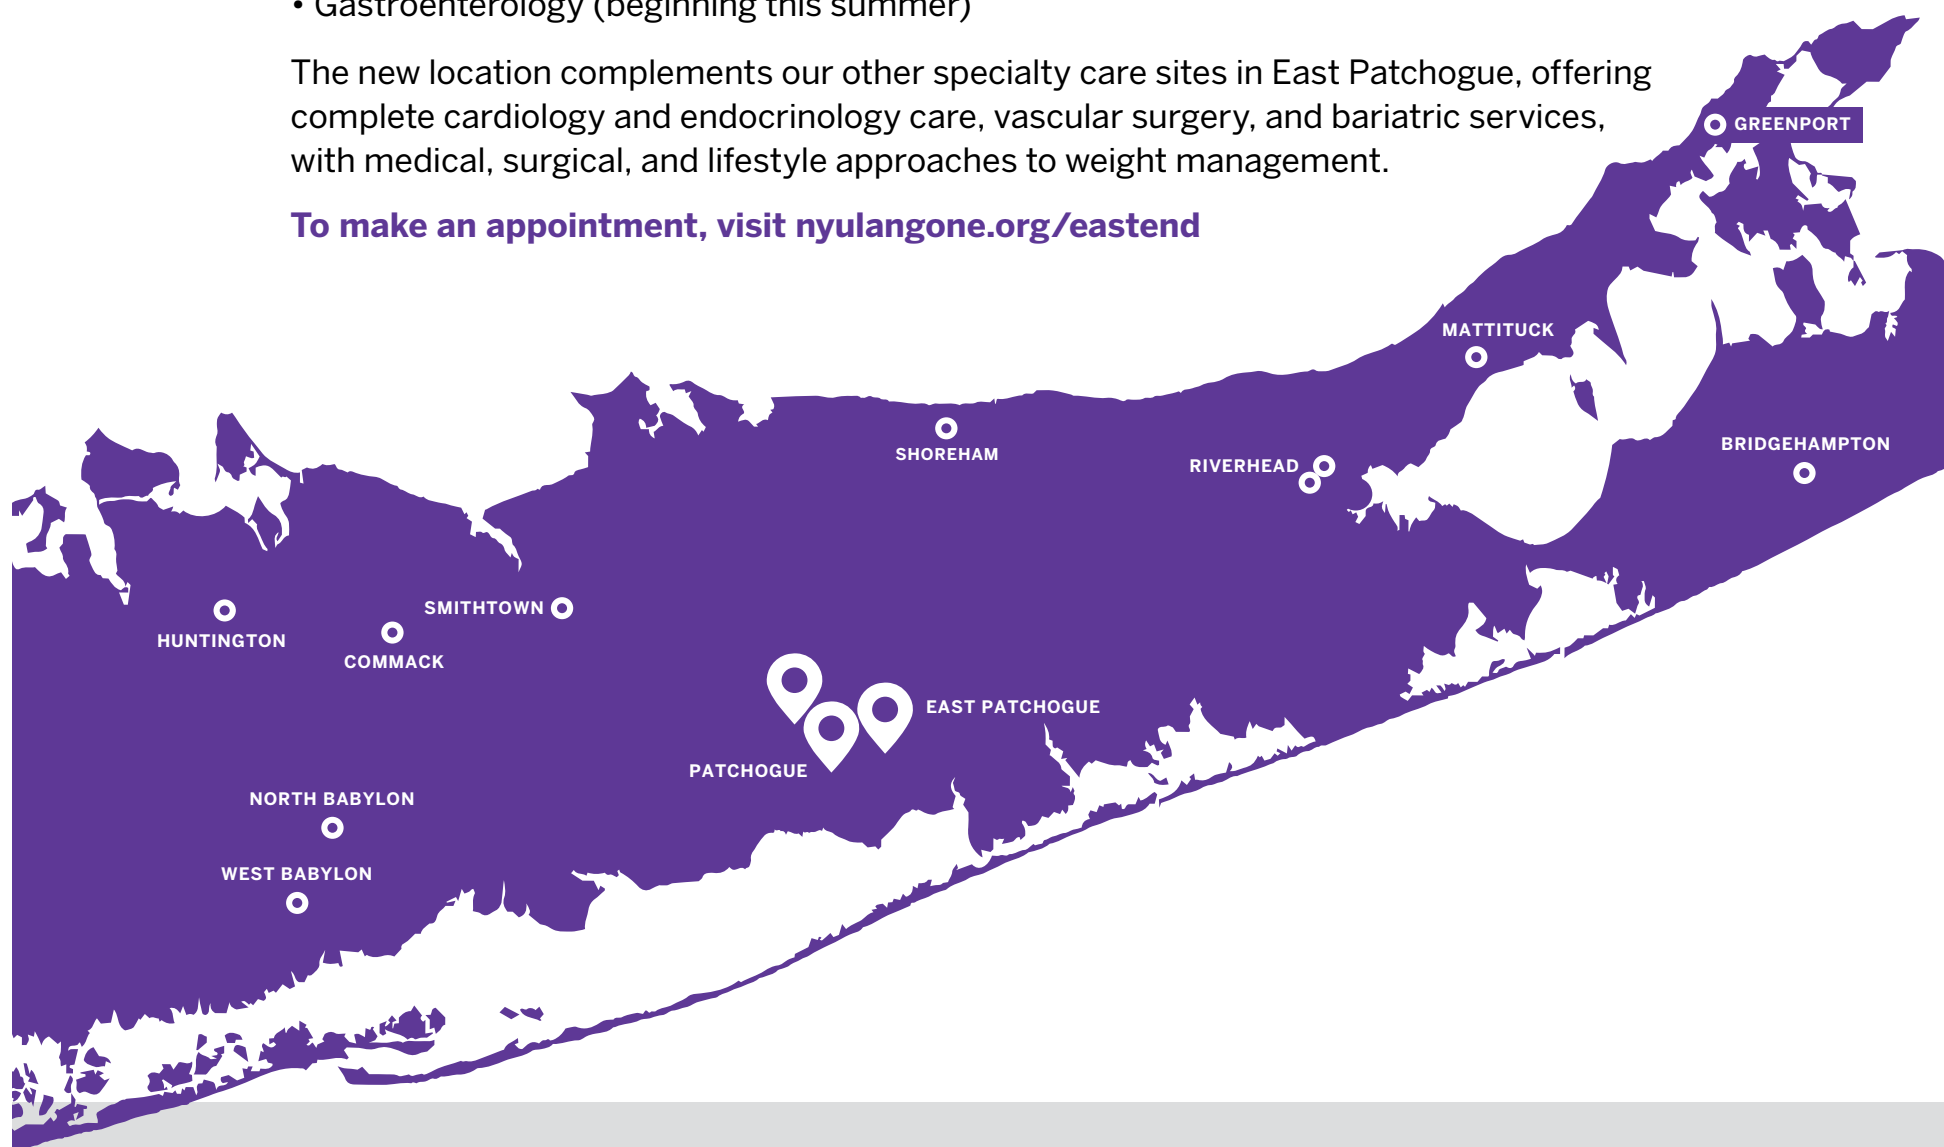 • Gastroenterology (beginning this summer)
The new location complements our other specialty care sites in East Patchogue, offering
complete cardiology and endocrinology care, vascular surgery, and bariatric services,
with medical, surgical, and lifestyle approaches to weight management.
To make an appointment, visit nyulangone.org/eastend
GREENPORT
MATTITUCK
BRIDGEHAMPTON
SHOREHAM
RIVERHEAD
SMITHTOWN
HUNTINGTON
COMMACK
EAST PATCHOGUE
PATCHOGUE
NORTH BABYLON
WEST BABYLON